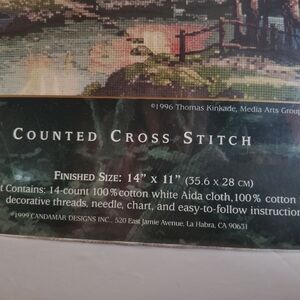 ©1996 Thomas Kinkade, Media Arts Group
COUNTED CROSS STITCH
FINISHED SIZE: 14" X 11" (35.6 X 28 CM)
t Contains: 14-count 100% cotton white Aida cloth, 100% cotton
decorative threads, needle, chart, and easy-to-follow instruction
©1999 CANDAMAR DESIGNS INC., 520 East Jamie Avenue, La Habra, CA 90631